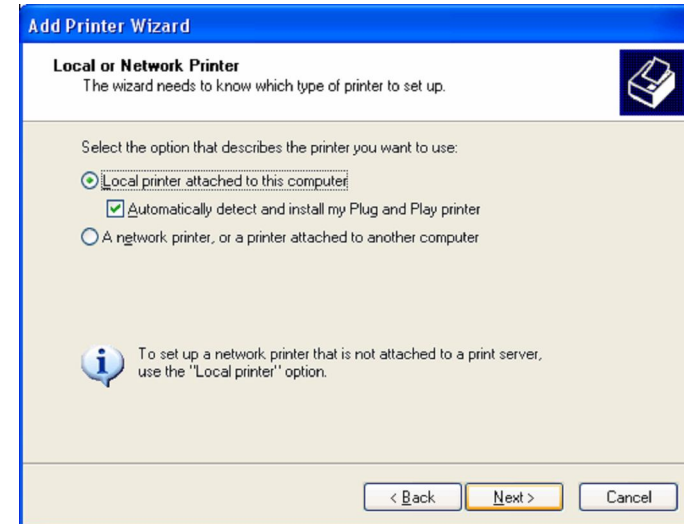 Add Printer Wizard
Local or Network Printer
The wizard needs to know which type of printer to set up.
Select the option that describes the printer you want to use:
Local printer attached to this computer
Automatically detect and install my Plug and Play printer
A network printer, or a printer attached to another computer
To set up a network printer that is not attached to a print server,
use the "Local printer" option.
< Back
Next >
Cancel